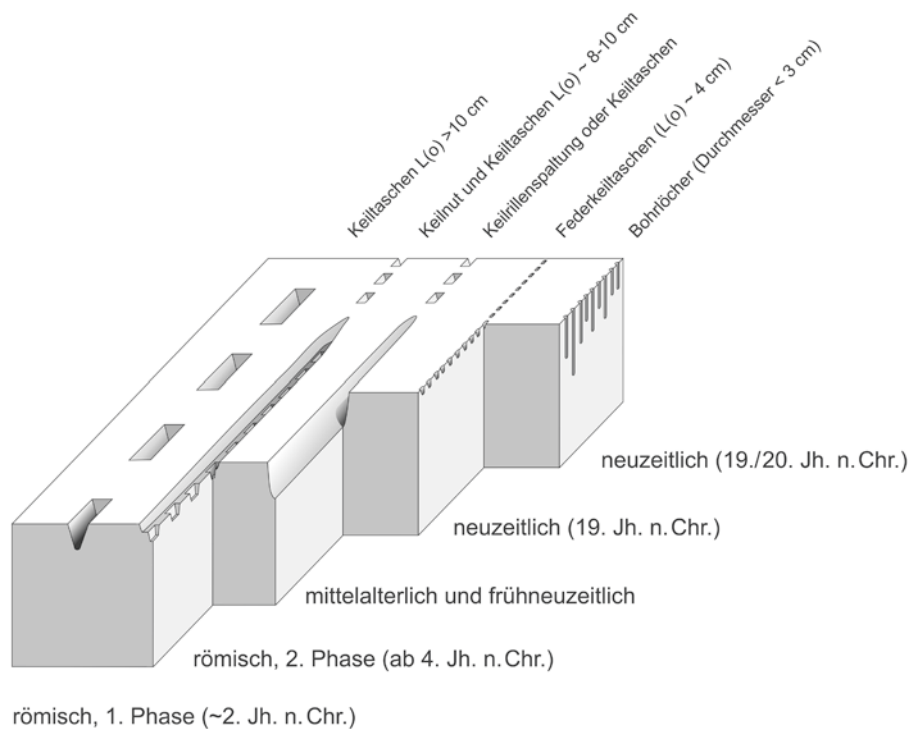 Keiltaschen L(o) >10 cm
Keilnut und Keiltaschen L(o) ~ 8-10 cm
Keilrillenspaltung oder Keiltaschen
Federkeiltaschen (L(o) ~ 4 cm)
Bohrlöcher (Durchmesser < 3 cm)
neuzeitlich (19./20. Jh. n. Chr.)
neuzeitlich (19. Jh. n. Chr.)
mittelalterlich und frühneuzeitlich
römisch, 2. Phase (ab 4. Jh. n. Chr.)
römisch, 1. Phase (~2. Jh. n. Chr.)